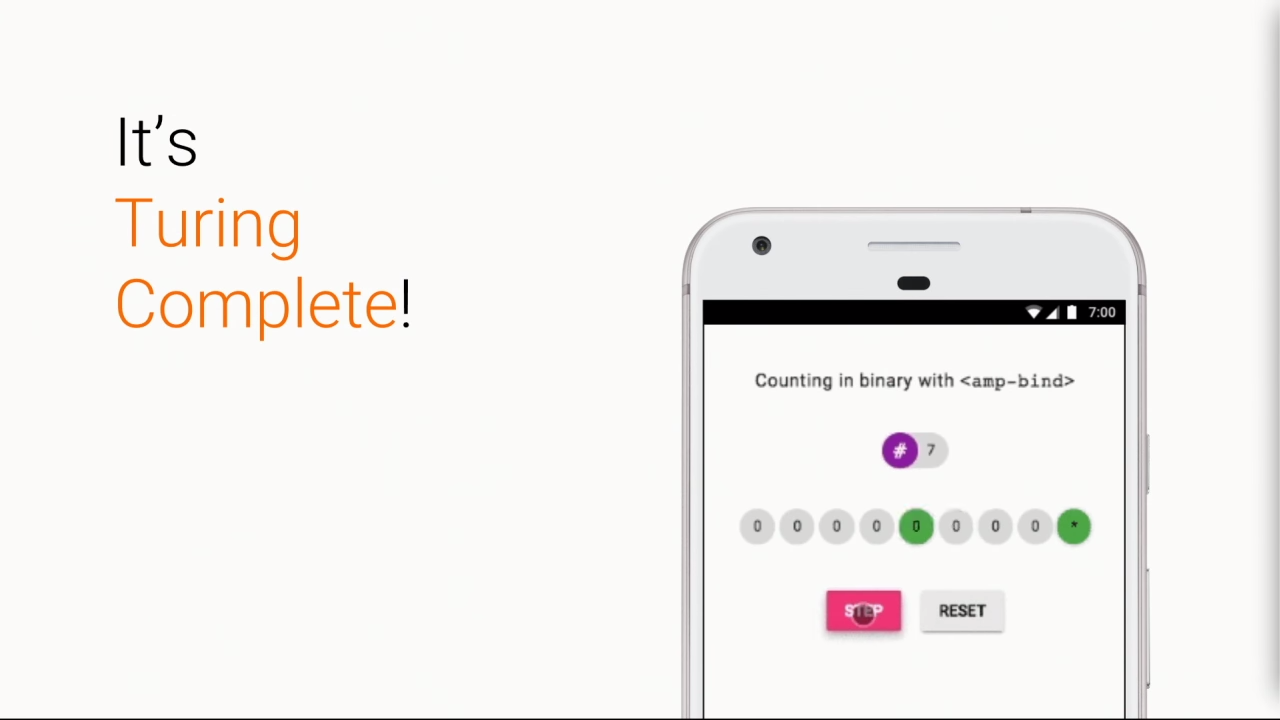 It's
Turing
Complete!
7:00
Counting in binary with <amp-bind>
# 7
0 0 0 0 0 0 0 0 *
STEP RESET